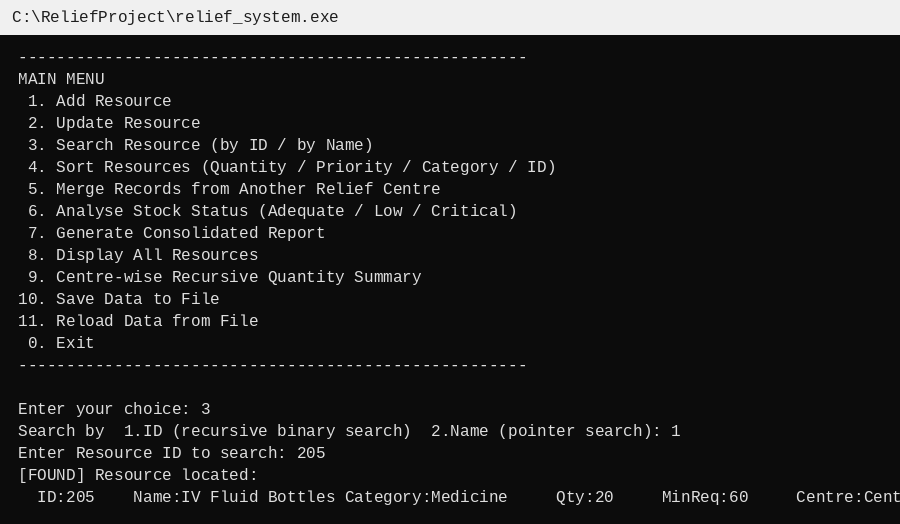 C:\ReliefProject\relief_system.exe
-----------------------------------------------------
MAIN MENU
 1. Add Resource
 2. Update Resource
 3. Search Resource (by ID / by Name)
 4. Sort Resources (Quantity / Priority / Category / ID)
 5. Merge Records from Another Relief Centre
 6. Analyse Stock Status (Adequate / Low / Critical)
 7. Generate Consolidated Report
 8. Display All Resources
 9. Centre-wise Recursive Quantity Summary
10. Save Data to File
11. Reload Data from File
 0. Exit
-----------------------------------------------------
Enter your choice: 3
Search by  1.ID (recursive binary search)  2.Name (pointer search): 1
Enter Resource ID to search: 205
[FOUND] Resource located:
  ID:205    Name:IV Fluid Bottles Category:Medicine     Qty:20     MinReq:60     Centre:Cent